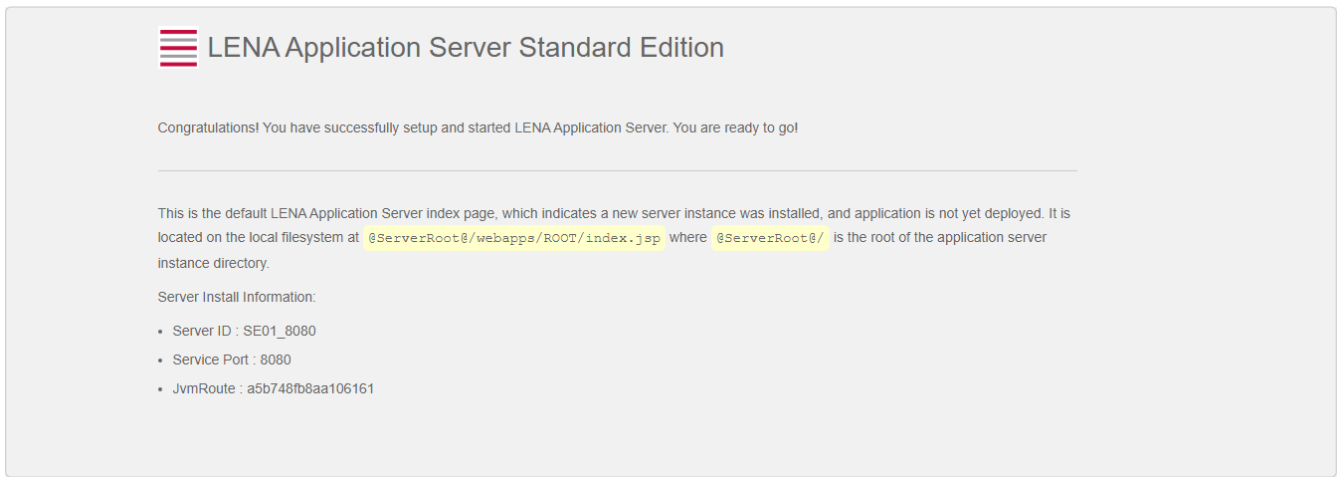 LENA Application Server Standard Edition
Congratulations! You have successfully setup and started LENA Application Server. You are ready to go!
This is the default LENA Application Server index page, which indicates a new server instance was installed, and application is not yet deployed. It is
located on the local filesystem at @ServerRoot@/webapps/ROOT/index.jsp where @ServerRoot@/ is the root of the application server
instance directory.
Server Install Information:
• Server ID : SE01_8080
• Service Port : 8080
• JvmRoute : a5b748fb8aa106161